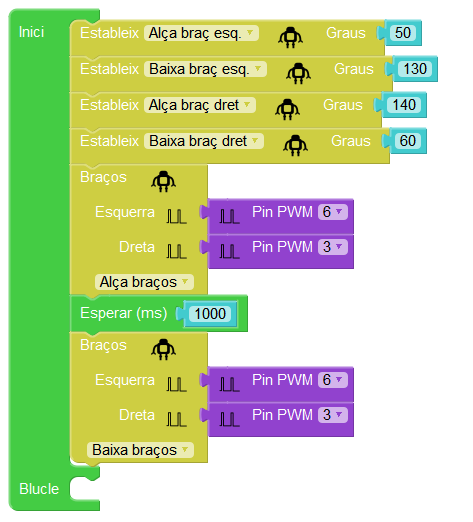 Inici
Estableix Alça braç esq. Graus 50
Estableix Baixa braç esq. Graus 130
Estableix Alça braç dret Graus 140
Estableix Baixa braç dret Graus 60
Braços
Esquerra Pin PWM 6
Dreta Pin PWM 3
Alça braços
Esperar (ms) 1000
Braços
Esquerra Pin PWM 6
Dreta Pin PWM 3
Baixa braços
Blucle